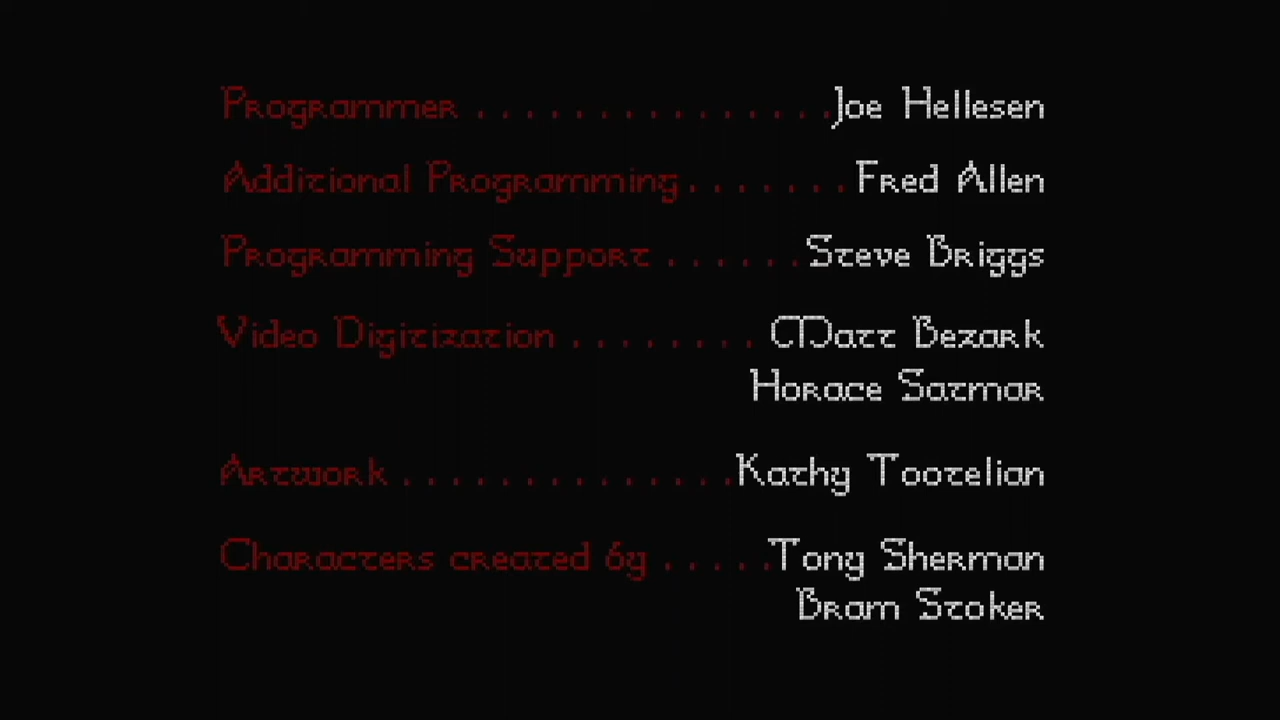 Programmer . . . . . . . . . . . . . . . Joe Hellesen
Additional Programming . . . . . . . Fred Allen
Programming Support . . . . . . Steve Briggs
Video Digitization . . . . . . . . Matt Bezark
Horace Satmar
Artwork . . . . . . . . . . . . . . Kathy Tootelian
Characters created by . . . . . Tony Sherman
Bram Stoker